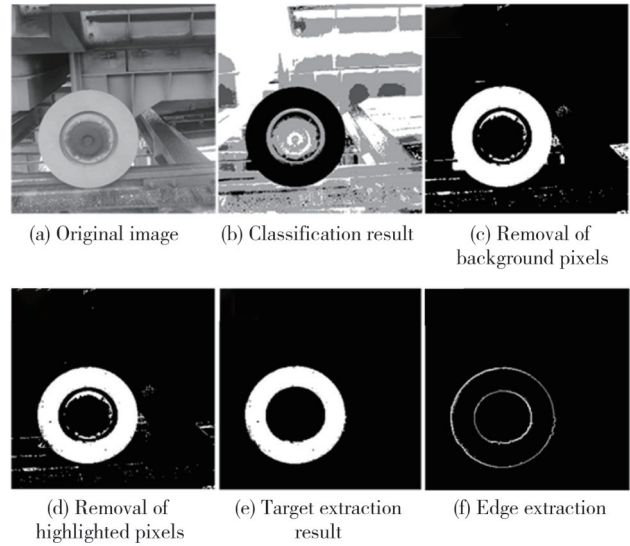 (a) Original image
(b) Classification result
(c) Removal of
background pixels
(d) Removal of
highlighted pixels
(e) Target extraction
result
(f) Edge extraction